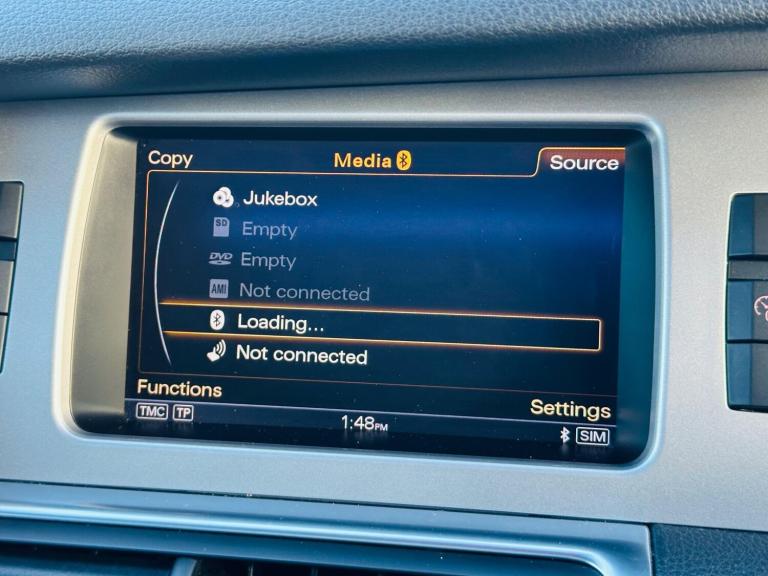 Copy
Media
Source
Jukebox
SD Empty
DVD Empty
AMI Not connected
Loading...
Not connected
Functions
Settings
TMC TP
1:48PM
SIM